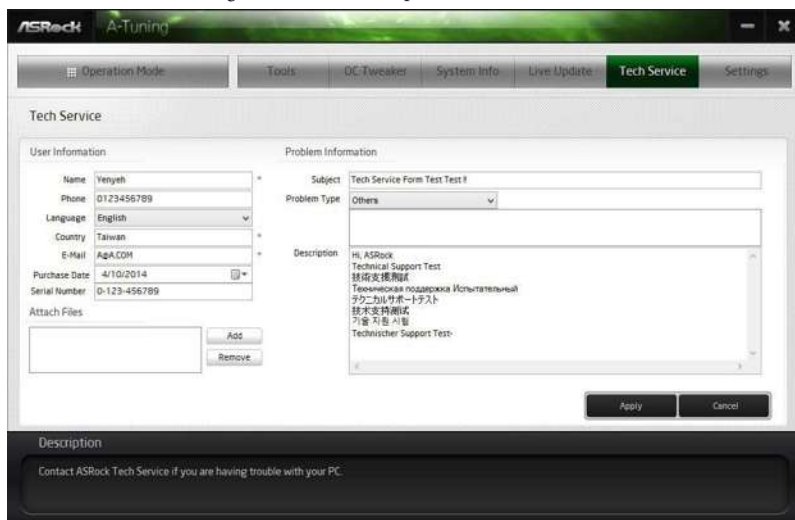 ASRock A-Tuning
Operation Mode Tools OC Tweaker System Info Live Update Tech Service Settings
Tech Service
User Information
Name Yenyeh *
Phone 0123456789
Language English
Country Taiwan *
E-Mail A@A.COM *
Purchase Date 4/10/2014
Serial Number 0-123-456789
Attach Files
Add
Remove
Problem Information
Subject Tech Service Form Test Test !!
Problem Type Others
Description
Hi, ASRock
Technical Support Test
技術支援測試
Техническая поддержка Испытательный
テクニカルサポートテスト
技术支持测试
기술 지원 시험
Technischer Support Test-
Apply Cancel
Description
Contact ASRock Tech Service if you are having trouble with your PC.